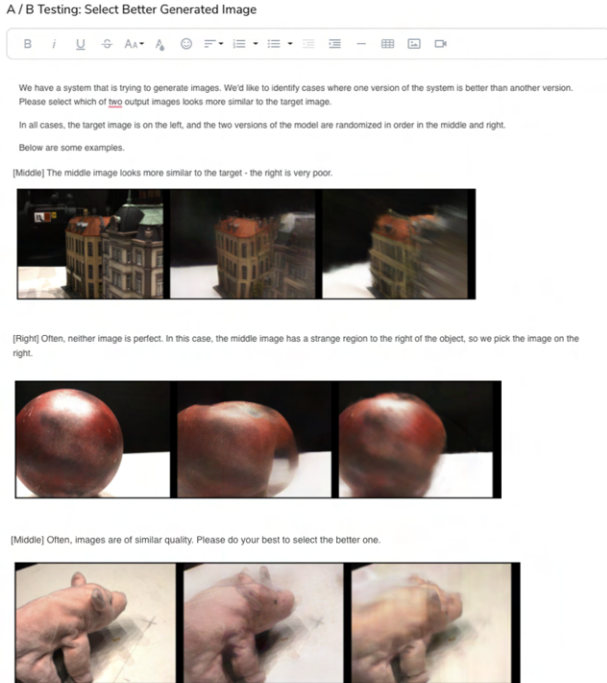 A / B Testing: Select Better Generated Image
B i U S AA A
We have a system that is trying to generate images. We'd like to identify cases where one version of the system is better than another version.
Please select which of two output images looks more similar to the target image.
In all cases, the target image is on the left, and the two versions of the model are randomized in order in the middle and right.
Below are some examples.
[Middle] The middle image looks more similar to the target - the right is very poor.
[Right] Often, neither image is perfect. In this case, the middle image has a strange region to the right of the object, so we pick the image on the
right.
[Middle] Often, images are of similar quality. Please do your best to select the better one.